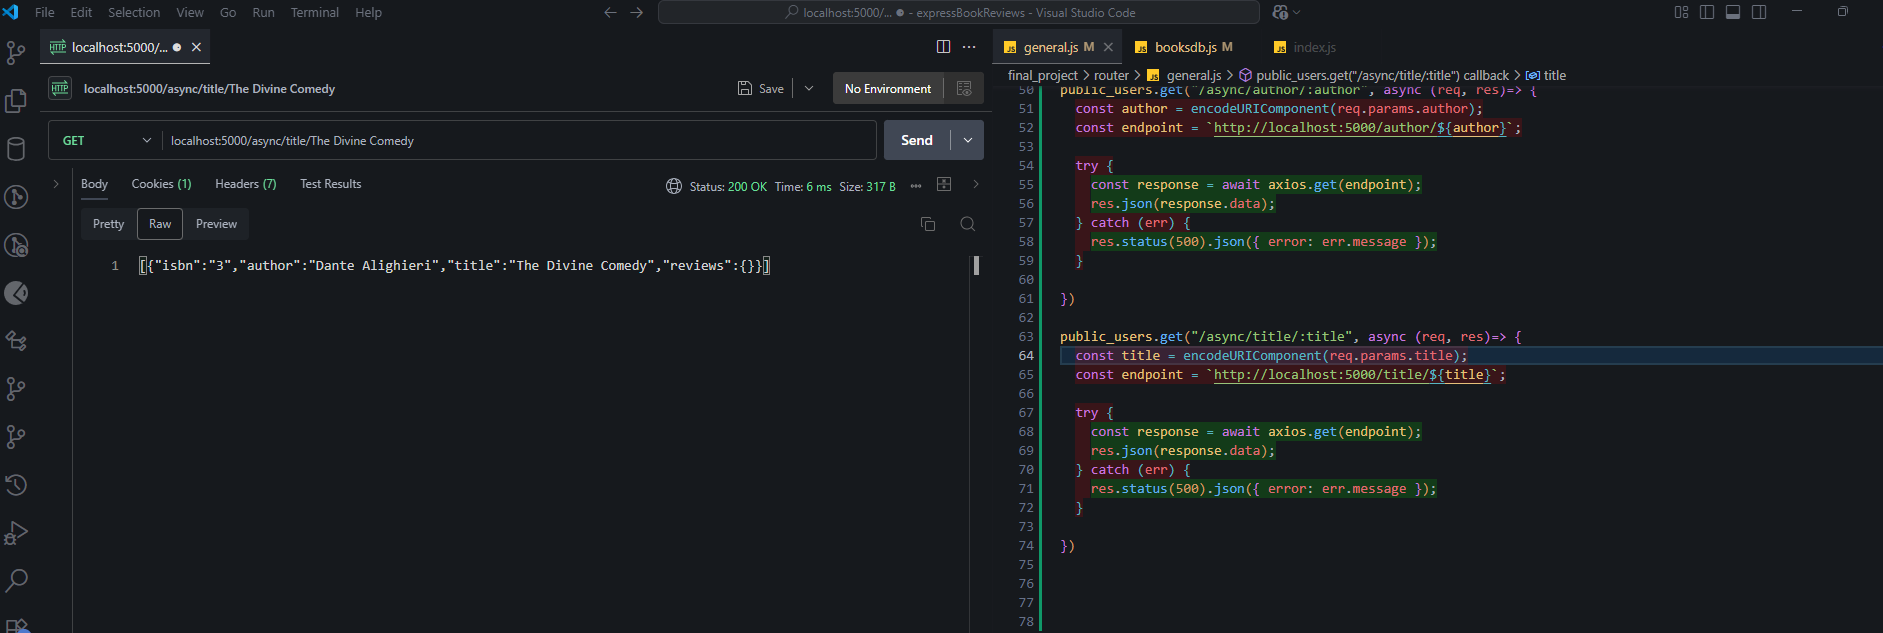 File Edit Selection View Go Run Terminal Help
localhost:5000/... ● - expressBookReviews - Visual Studio Code
HTTP localhost:5000/...
HTTP localhost:5000/async/title/The Divine Comedy
Save
No Environment
GET localhost:5000/async/title/The Divine Comedy
Send
Body Cookies (1) Headers (7) Test Results
Status: 200 OK Time: 6 ms Size: 317 B
Pretty Raw Preview
1 [{"isbn":"3","author":"Dante Alighieri","title":"The Divine Comedy","reviews":{}}]
JS general.js M
JS booksdb.js M
JS index.js
final_project > router > JS general.js > public_users.get("/async/title/:title") callback > title
50 public_users.get("/async/author/:author", async (req, res)=> {
51 const author = encodeURIComponent(req.params.author);
52 const endpoint = `http://localhost:5000/author/${author}`;
53
54 try {
55 const response = await axios.get(endpoint);
56 res.json(response.data);
57 } catch (err) {
58 res.status(500).json({ error: err.message });
59 }
60
61 })
62
63 public_users.get("/async/title/:title", async (req, res)=> {
64 const title = encodeURIComponent(req.params.title);
65 const endpoint = `http://localhost:5000/title/${title}`;
66
67 try {
68 const response = await axios.get(endpoint);
69 res.json(response.data);
70 } catch (err) {
71 res.status(500).json({ error: err.message });
72 }
73
74 })
75
76
77
78